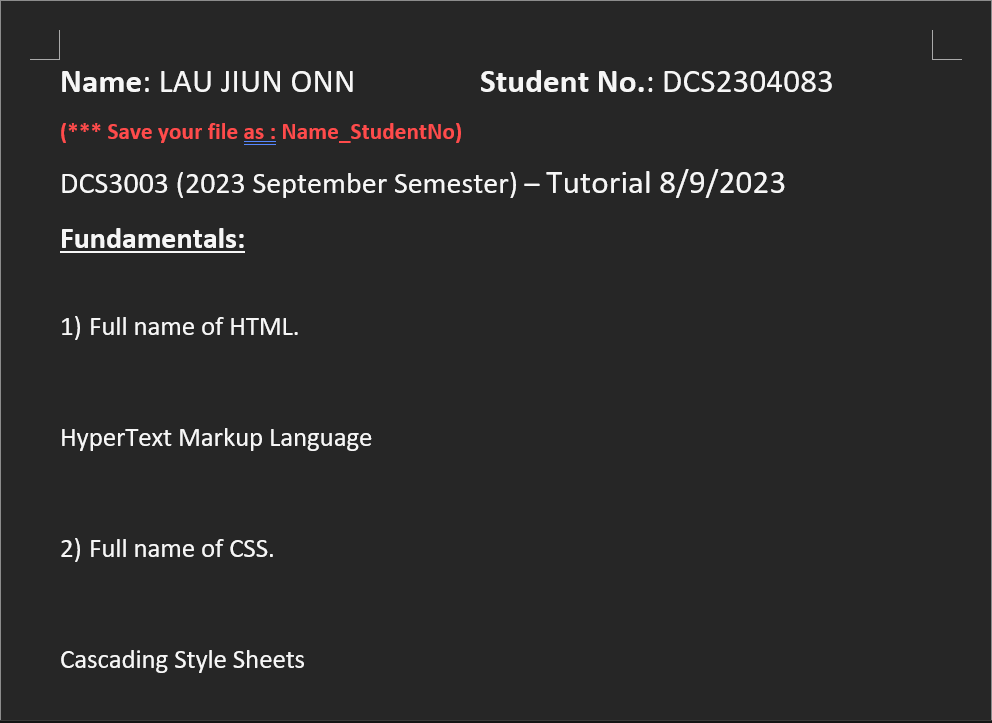 Name: LAU JIUN ONN Student No.: DCS2304083
(*** Save your file as : Name_StudentNo)
DCS3003 (2023 September Semester) – Tutorial 8/9/2023
Fundamentals:
1) Full name of HTML.
HyperText Markup Language
2) Full name of CSS.
Cascading Style Sheets